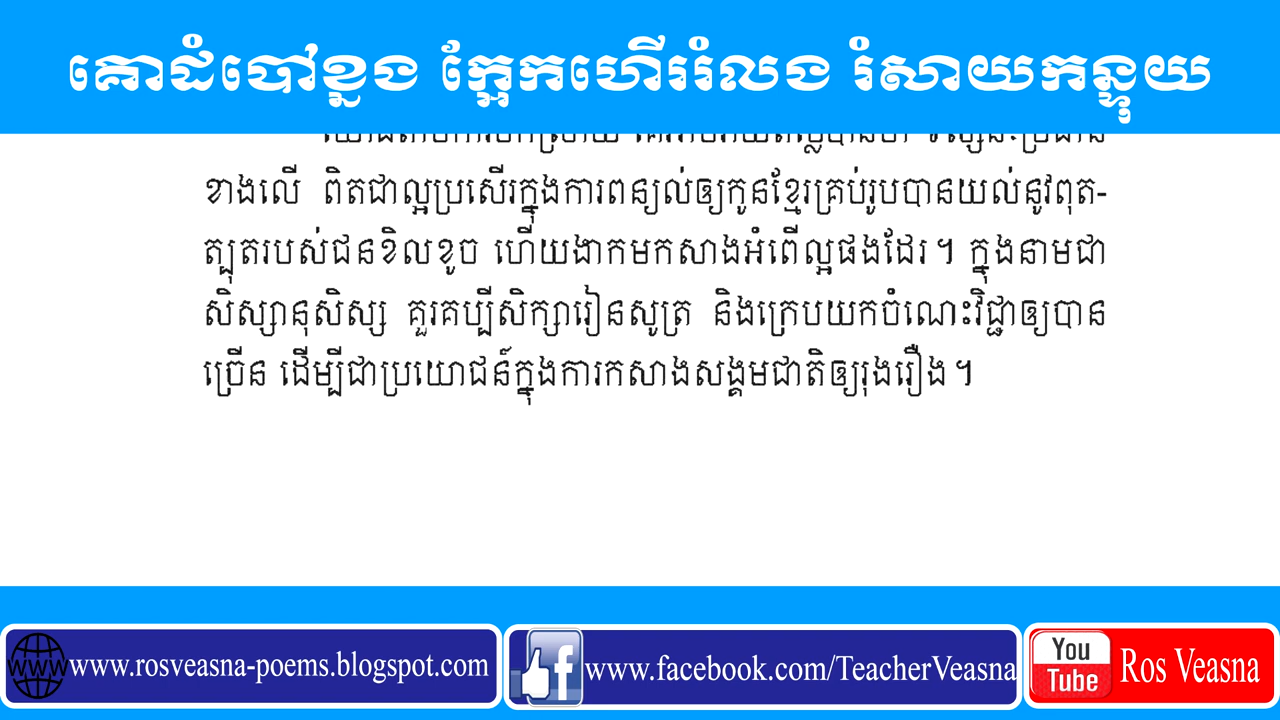 គោដំបៅខ្នង ក្អែកហើររំលង រំសាយកន្ទុយ
ខាងលើ ពិតជាល្អប្រសើរក្នុងការពន្យល់ឲ្យកូនខ្មែរគ្រប់រូបបានយល់នូវពុត-
ត្បុតរបស់ជនខិលខូច ហើយងាកមកសាងអំពើល្អផងដែរ។ ក្នុងនាមជា
សិស្សានុសិស្ស គួរគប្បីសិក្សារៀនសូត្រ និងក្រេបយកចំណេះវិជ្ជាឲ្យបាន
ច្រើន ដើម្បីជាប្រយោជន៍ក្នុងការកសាងសង្គមជាតិឲ្យរុងរឿង។
www.rosveasna-poems.blogspot.com
www.facebook.com/TeacherVeasna
You Tube Ros Veasna